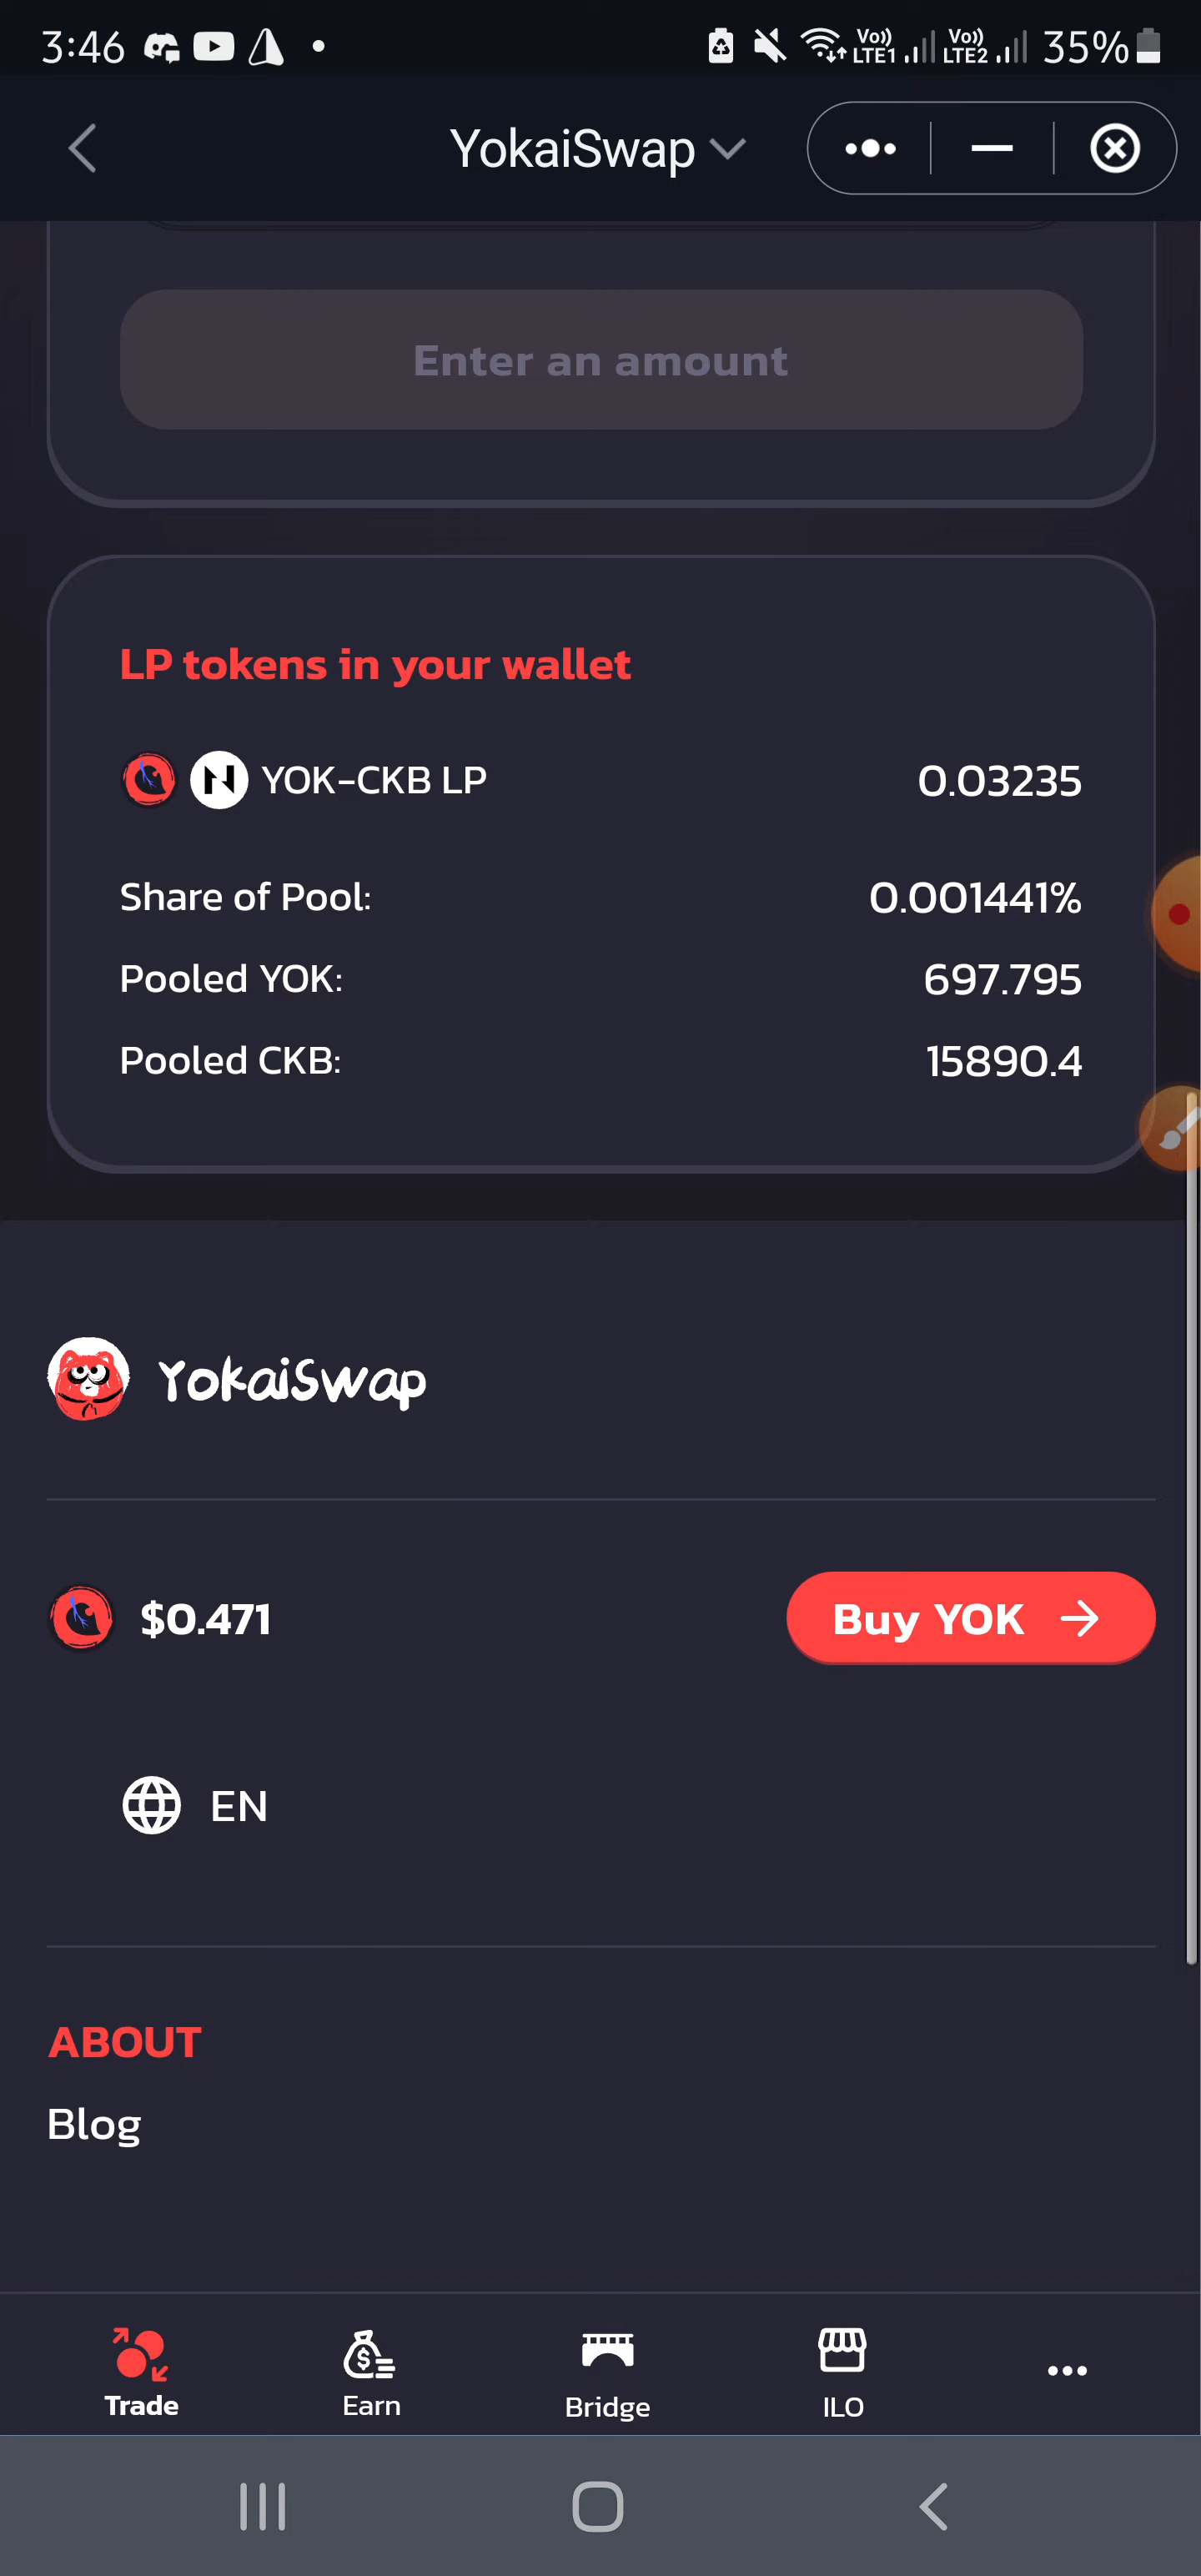 3:46 Vo)) LTE1 Vo)) LTE2 35%
YokaiSwap
Enter an amount
LP tokens in your wallet
YOK-CKB LP 0.03235
Share of Pool: 0.001441%
Pooled YOK: 697.795
Pooled CKB: 15890.4
YokaiSwap
$0.471 Buy YOK
EN
ABOUT
Blog
Trade Earn Bridge ILO